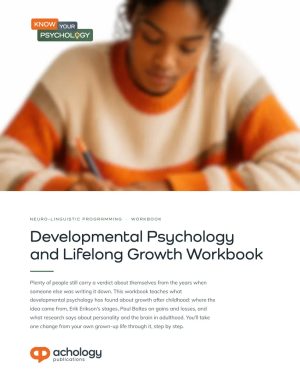 KNOW YOUR
PSYCHOLOGY
NEURO-LINGUISTIC PROGRAMMING · WORKBOOK
Developmental Psychology
and Lifelong Growth Workbook
Plenty of people still carry a verdict about themselves from the years when
someone else was writing it down. This workbook teaches what
developmental psychology has found about growth after childhood: where the
idea came from, Erik Erikson's stages, Paul Baltes on gains and losses, and
what research says about personality and the brain in adulthood. You'll take
one change from your own grown-up life through it, step by step.
achology
publications